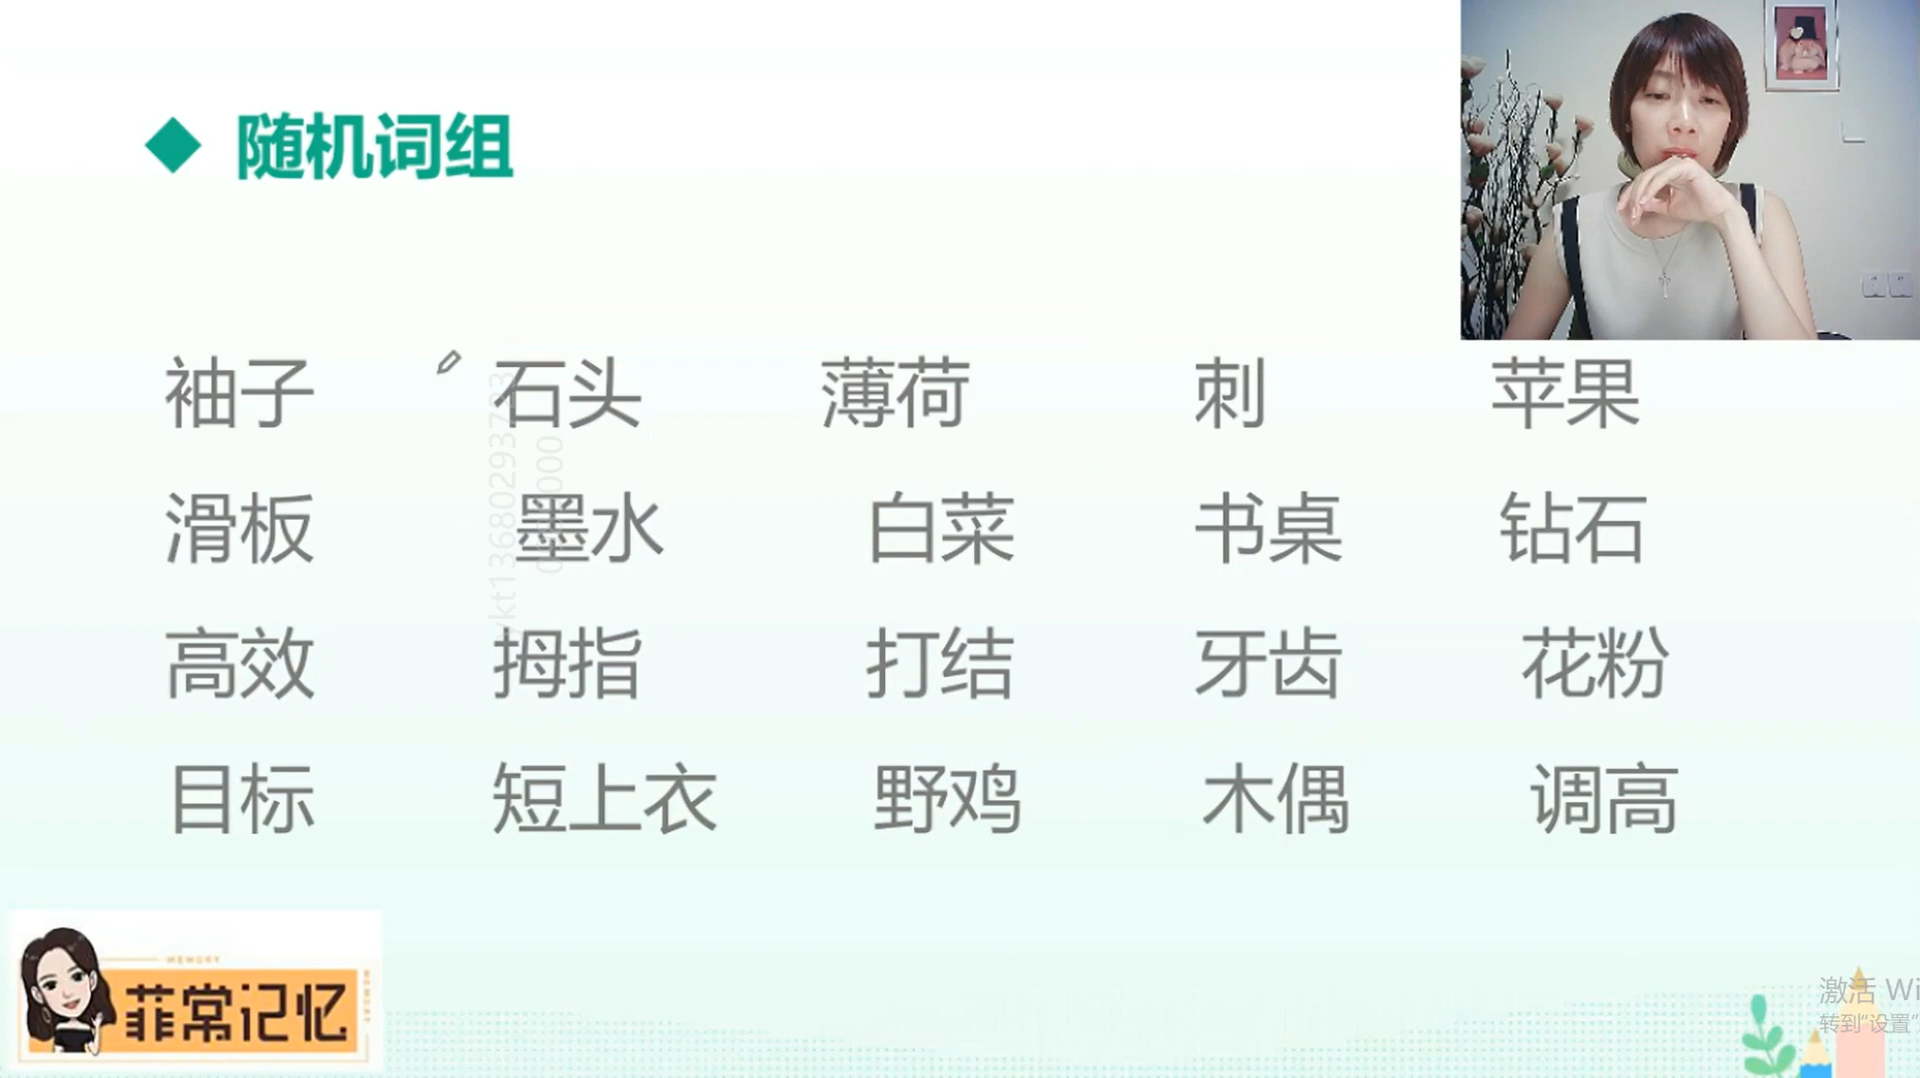 随机词组
袖子 石头 薄荷 刺 苹果
滑板 墨水 白菜 书桌 钻石
高效 拇指 打结 牙齿 花粉
目标 短上衣 野鸡 木偶 调高
MEMORY
菲常记忆
激活 Wi
转到“设置”